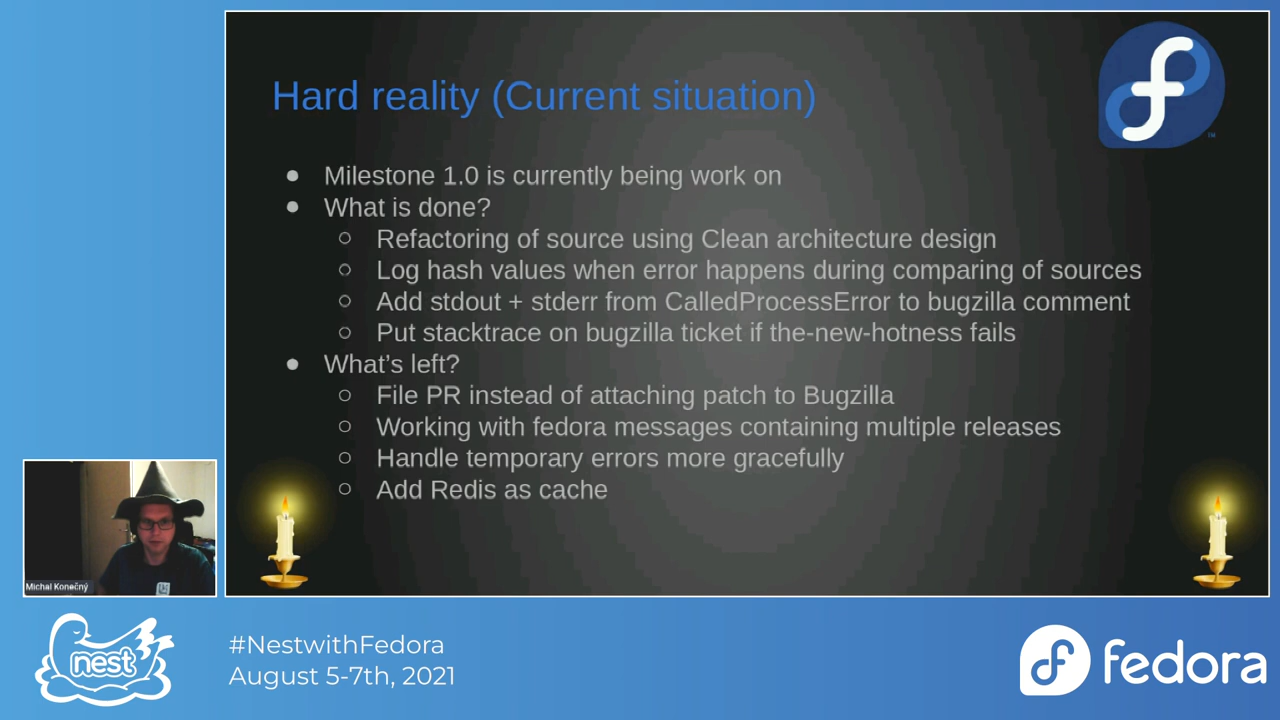 Hard reality (Current situation)
● Milestone 1.0 is currently being work on
● What is done?
○ Refactoring of source using Clean architecture design
○ Log hash values when error happens during comparing of sources
○ Add stdout + stderr from CalledProcessError to bugzilla comment
○ Put stacktrace on bugzilla ticket if the-new-hotness fails
● What's left?
○ File PR instead of attaching patch to Bugzilla
○ Working with fedora messages containing multiple releases
○ Handle temporary errors more gracefully
○ Add Redis as cache
TM
Michal Konečný
nest
#NestwithFedora
August 5-7th, 2021
fedora